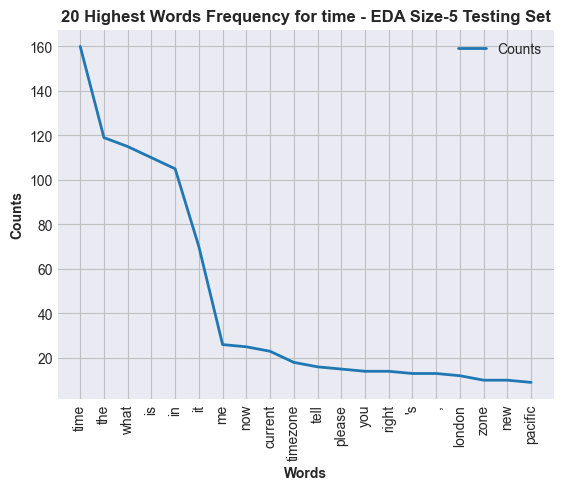 20 Highest Words Frequency for time - EDA Size-5 Testing Set
Counts
160
140
120
100
80
60
40
20
Counts
time
the
what
is
in
it
me
now
current
timezone
tell
please
you
right
's
,
london
zone
new
pacific
Words